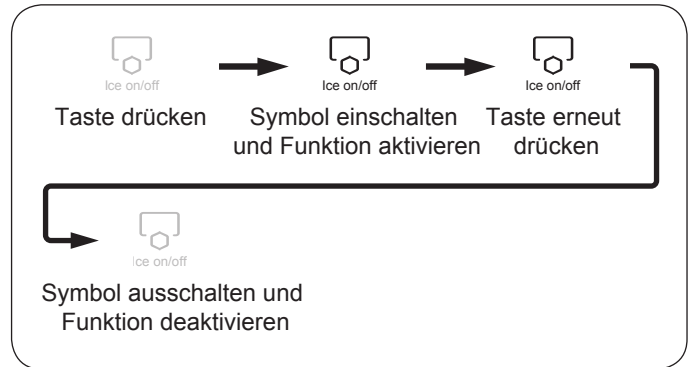 Ice on/off
Ice on/off
Ice on/off
Taste drücken
Symbol einschalten
und Funktion aktivieren
Taste erneut
drücken
Ice on/off
Symbol ausschalten und
Funktion deaktivieren